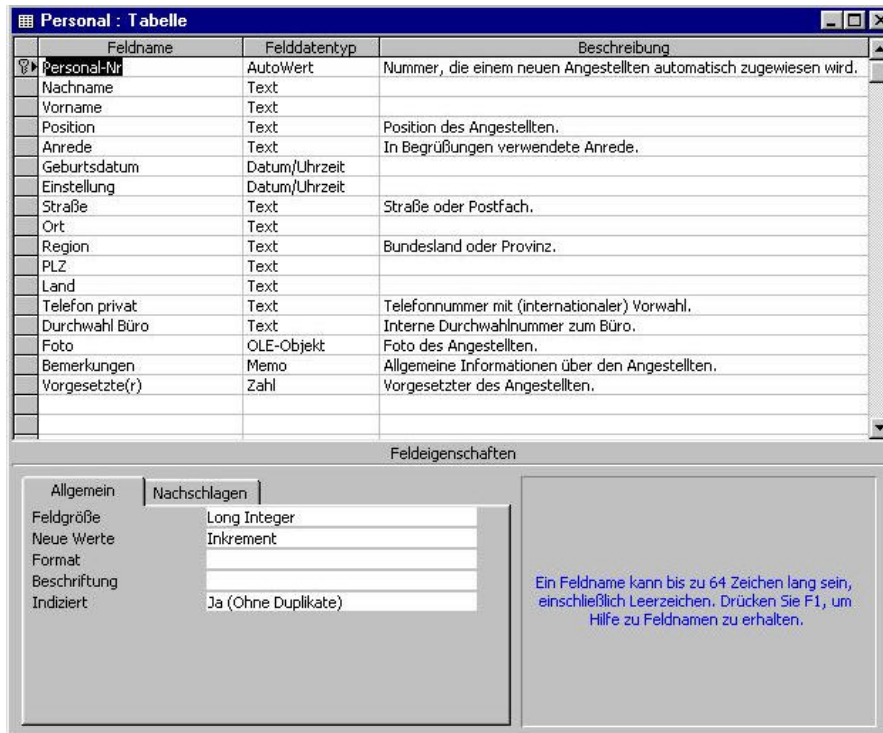 Personal : Tabelle
Feldname Felddatentyp Beschreibung
Personal-Nr AutoWert Nummer, die einem neuen Angestellten automatisch zugewiesen wird.
Nachname Text
Vorname Text
Position Text Position des Angestellten.
Anrede Text In Begrüßungen verwendete Anrede.
Geburtsdatum Datum/Uhrzeit
Einstellung Datum/Uhrzeit
Straße Text Straße oder Postfach.
Ort Text
Region Text Bundesland oder Provinz.
PLZ Text
Land Text
Telefon privat Text Telefonnummer mit (internationaler) Vorwahl.
Durchwahl Büro Text Interne Durchwahlnummer zum Büro.
Foto OLE-Objekt Foto des Angestellten.
Bemerkungen Memo Allgemeine Informationen über den Angestellten.
Vorgesetzte(r) Zahl Vorgesetzter des Angestellten.
Feldeigenschaften
Allgemein Nachschlagen
Feldgröße Long Integer
Neue Werte Inkrement
Format
Beschriftung
Indiziert Ja (Ohne Duplikate)
Ein Feldname kann bis zu 64 Zeichen lang sein,
einschließlich Leerzeichen. Drücken Sie F1, um
Hilfe zu Feldnamen zu erhalten.